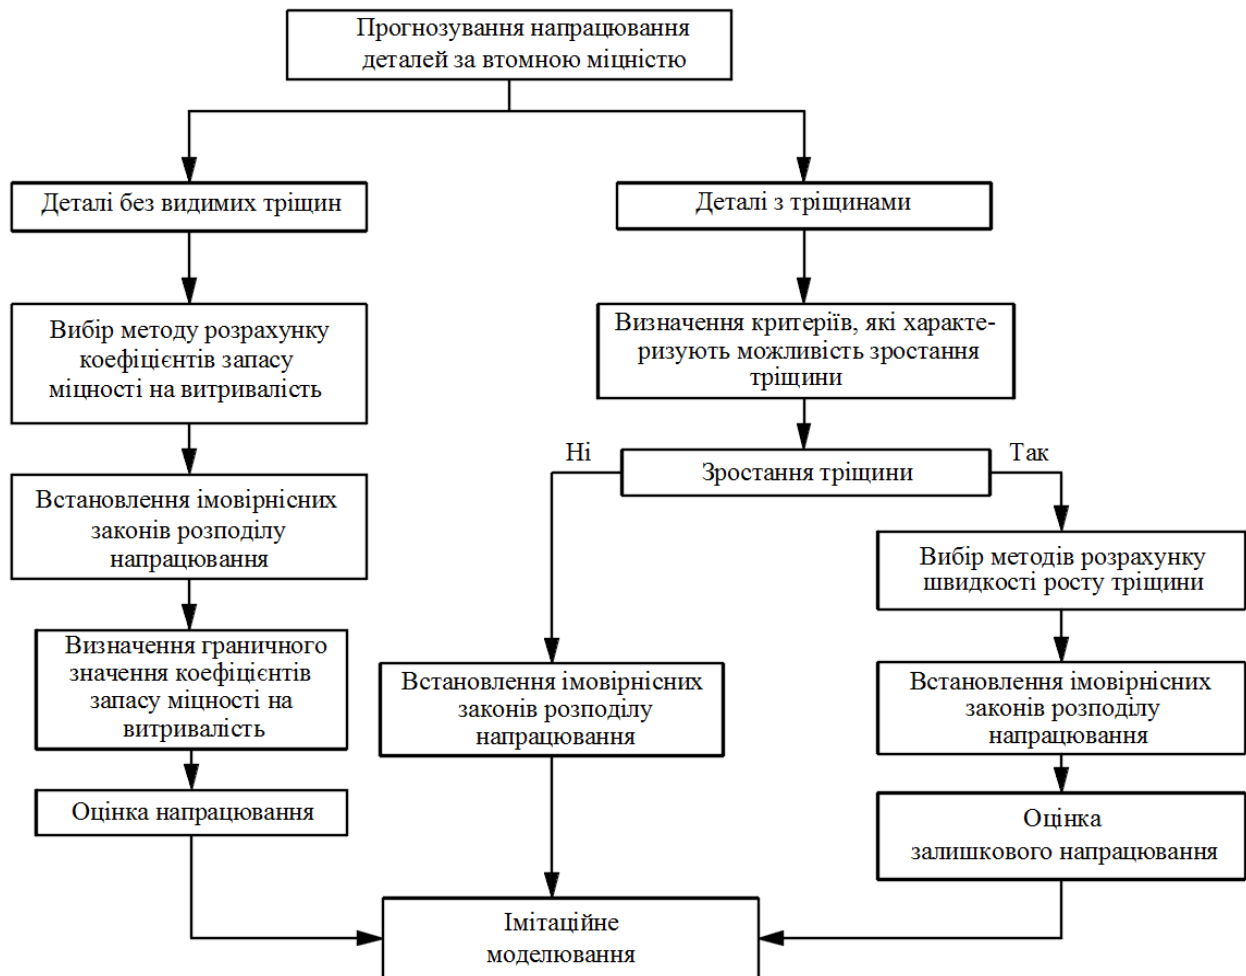 Прогнозування напрацювання
деталей за втомною міцністю
Деталі без видимих тріщин
Деталі з тріщинами
Вибір методу розрахунку
коефіцієнтів запасу
міцності на витривалість
Визначення критеріїв, які характе-
ризують можливість зростання
тріщини
Ні
Зростання тріщини
Так
Встановлення імовірнісних
законів розподілу
напрацювання
Вибір методів розрахунку
швидкості росту тріщини
Визначення граничного
значення коефіцієнтів
запасу міцності на
витривалість
Встановлення імовірнісних
законів розподілу
напрацювання
Встановлення імовірнісних
законів розподілу
напрацювання
Оцінка напрацювання
Оцінка
залишкового напрацювання
Імітаційне
моделювання